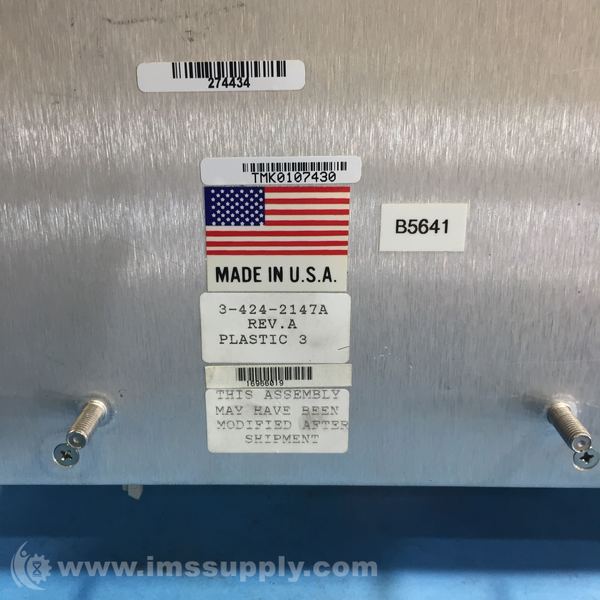 274434
TMK0107430
B5641
MADE IN U.S.A.
3-424-2147A
REV.A
PLASTIC 3
16966019
THIS ASSEMBLY
MAY HAVE BEEN
MODIFIED AFTER
SHIPMENT
www.imssupply.com